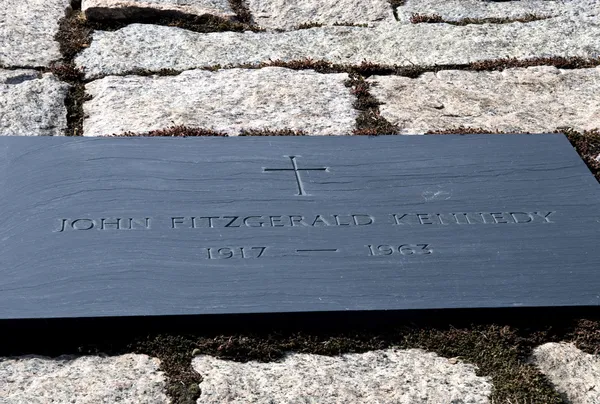 JOHN FITZGERALD KENNEDY
1917 — 1963